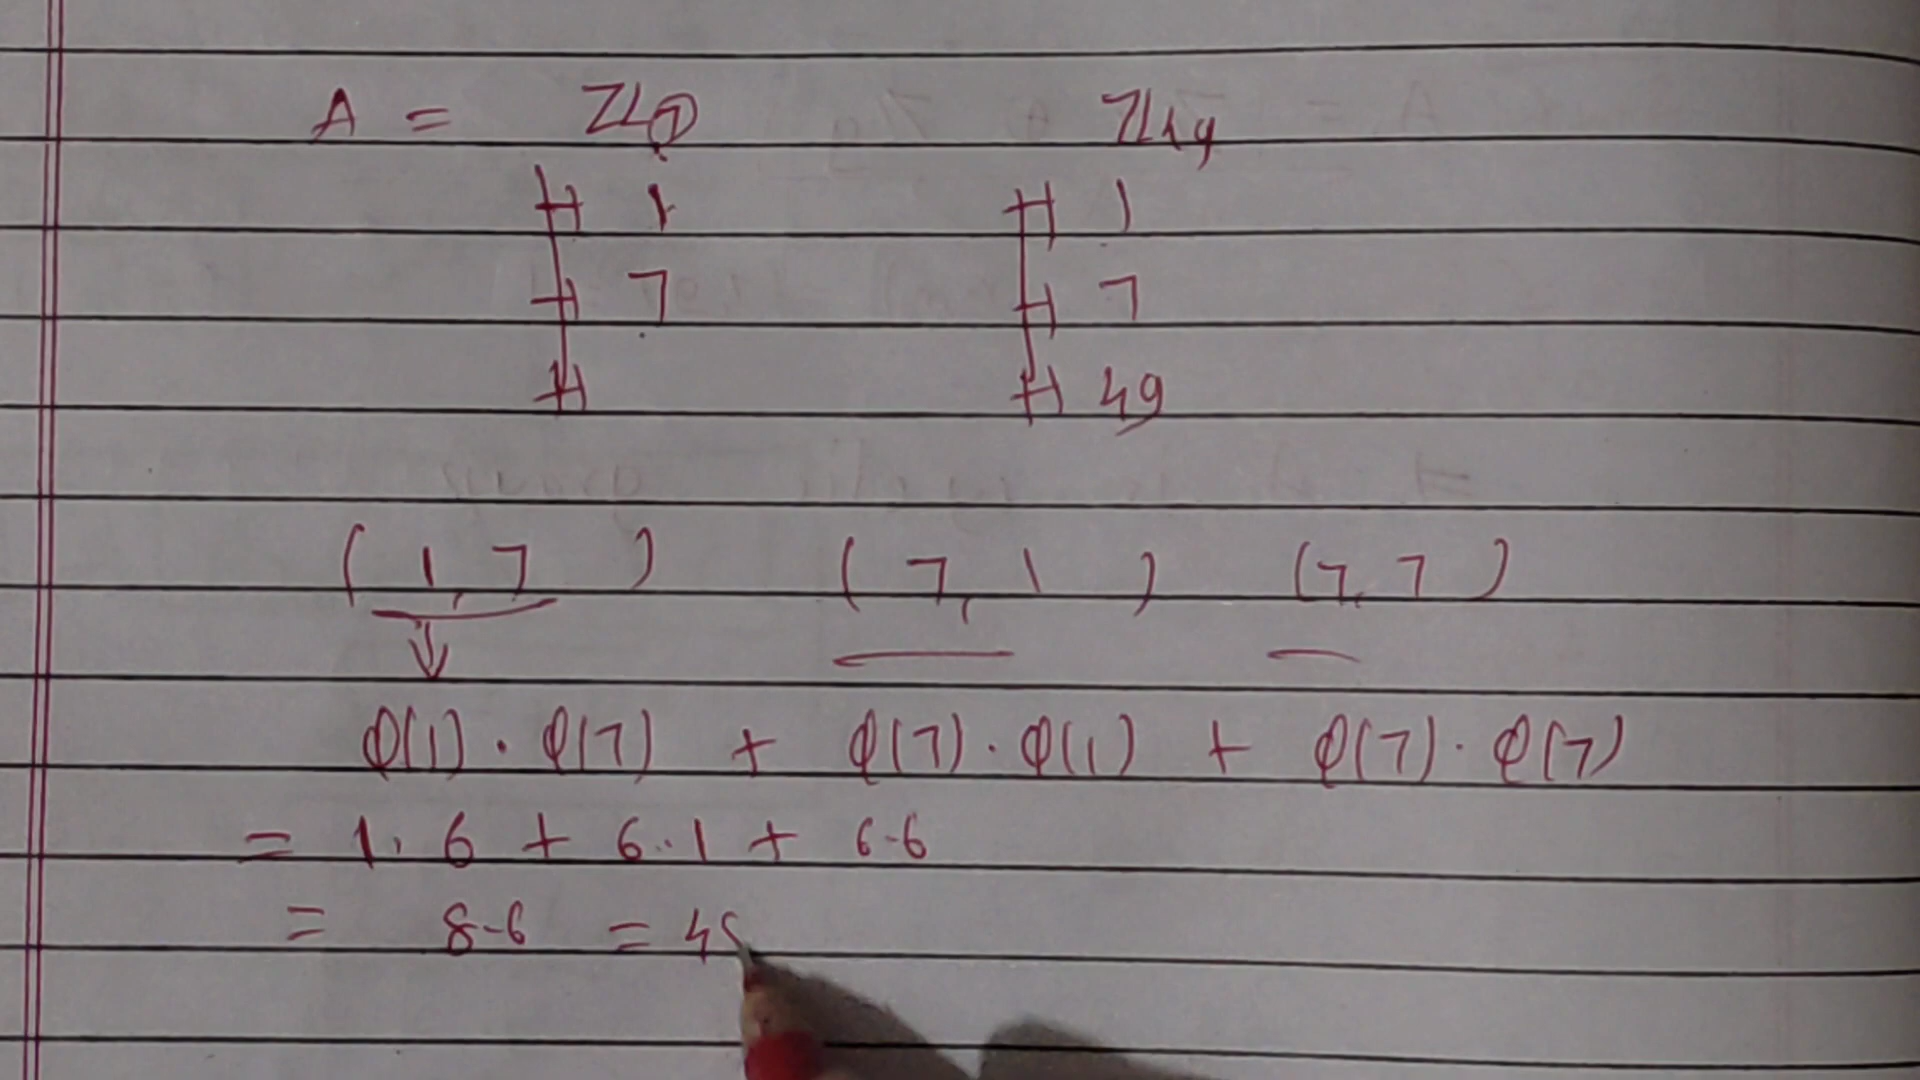 A = ℤ₇ ℤ₄₉
H 1 H 1
H 7 H 7
H H 49
(1, 7) (7, 1) (7, 7)
↓
φ(1) · φ(7) + φ(7) · φ(1) + φ(7) · φ(7)
= 1 · 6 + 6 · 1 + 6 · 6
= 8 · 6 = 48